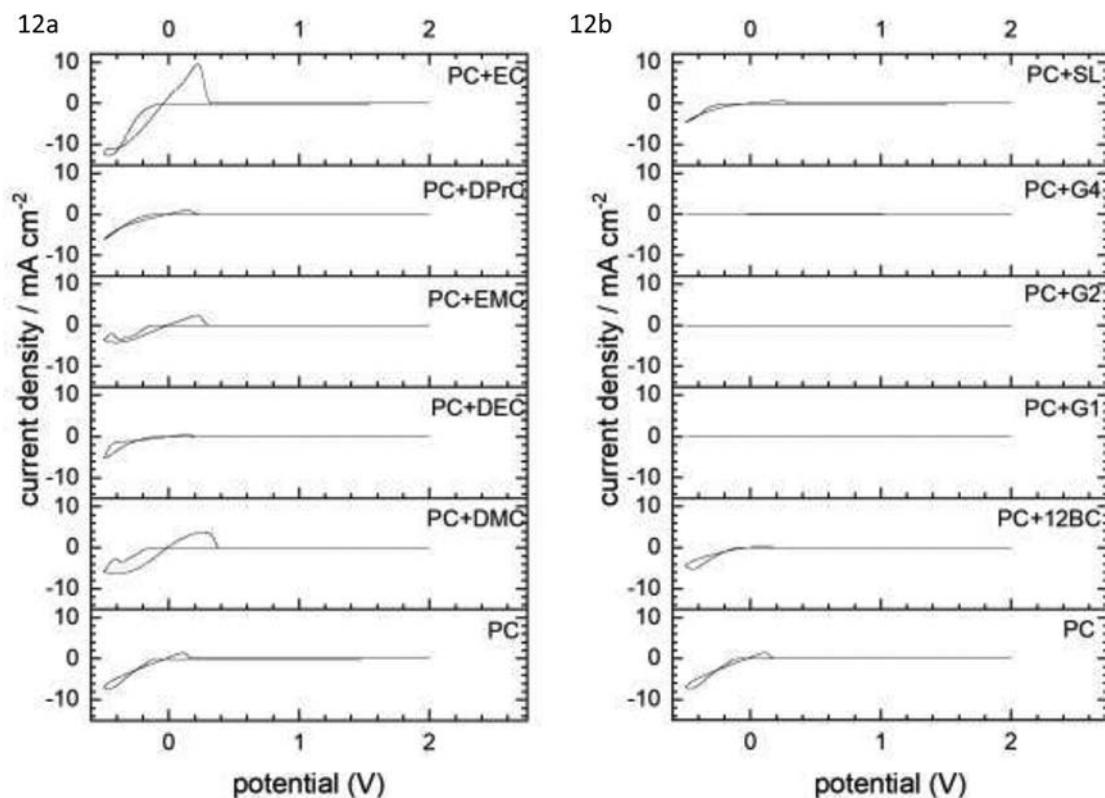 12a
0 1 2
10
0
-10
PC+EC
10
0
-10
PC+DPrC
10
0
-10
PC+EMC
10
0
-10
PC+DEC
10
0
-10
PC+DMC
10
0
-10
PC
current density / mA cm⁻²
0 1 2
potential (V)
12b
0 1 2
10
0
-10
PC+SL
10
0
-10
PC+G4
10
0
-10
PC+G2
10
0
-10
PC+G1
10
0
-10
PC+12BC
10
0
-10
PC
current density / mA cm⁻²
0 1 2
potential (V)